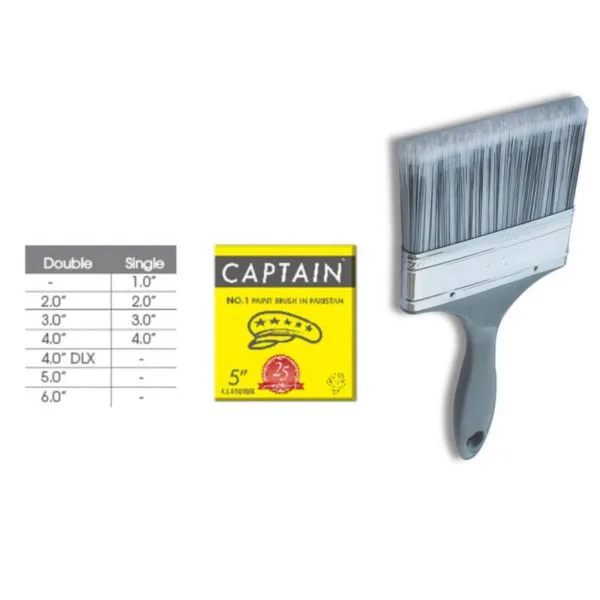 Double Single
- 1.0"
2.0" 2.0"
3.0" 3.0"
4.0" 4.0"
4.0" DLX -
5.0" -
6.0" -
CAPTAIN
NO.1 PAINT BRUSH IN PAKISTAN
5"
25